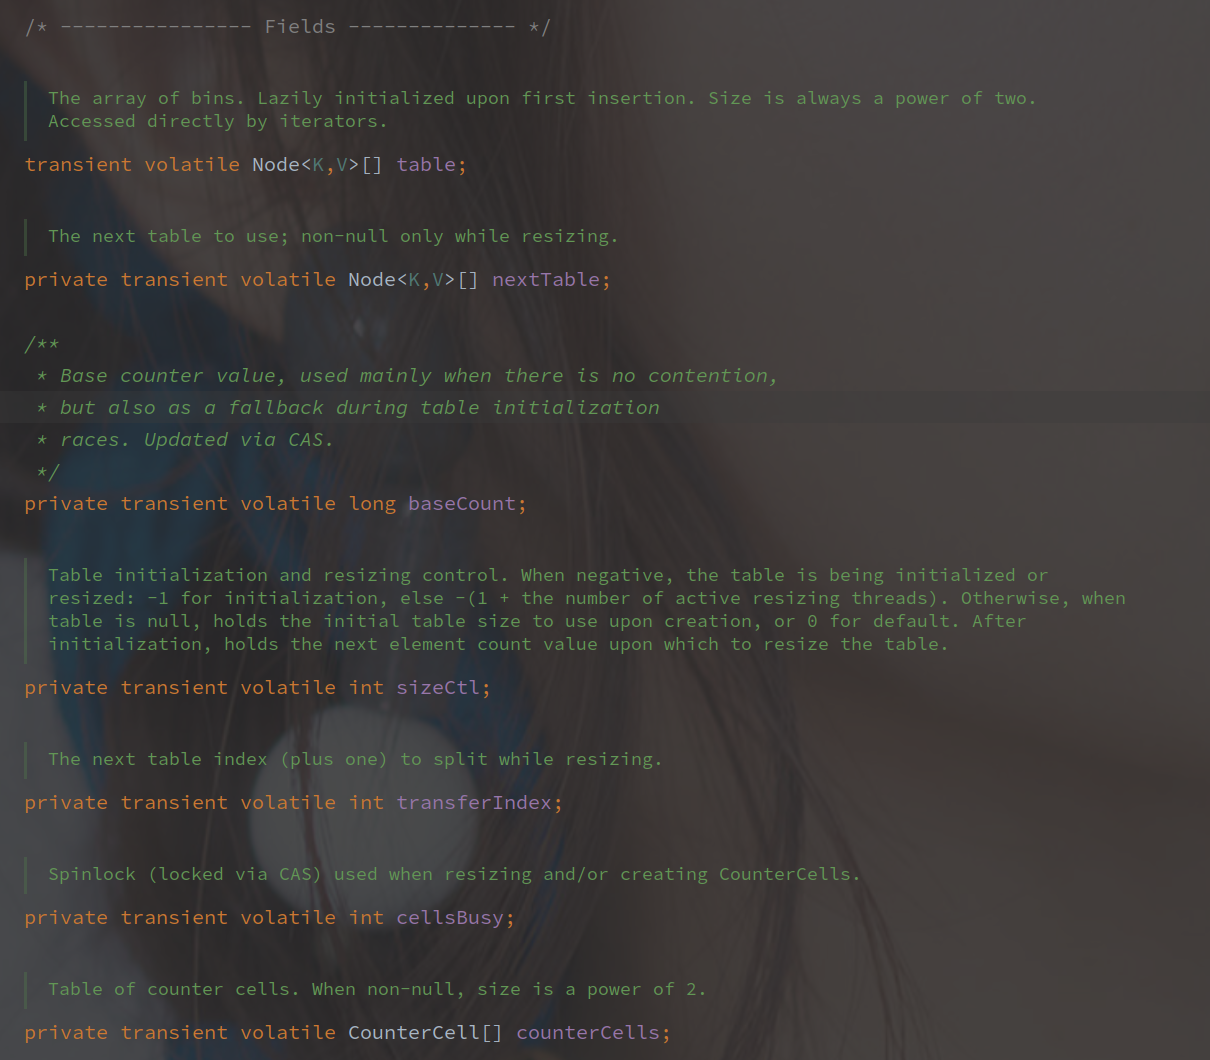 /* ---------------- Fields -------------- */
The array of bins. Lazily initialized upon first insertion. Size is always a power of two.
Accessed directly by iterators.
transient volatile Node<K,V>[] table;
The next table to use; non-null only while resizing.
private transient volatile Node<K,V>[] nextTable;
/**
 * Base counter value, used mainly when there is no contention,
 * but also as a fallback during table initialization
 * races. Updated via CAS.
 */
private transient volatile long baseCount;
Table initialization and resizing control. When negative, the table is being initialized or
resized: -1 for initialization, else -(1 + the number of active resizing threads). Otherwise, when
table is null, holds the initial table size to use upon creation, or 0 for default. After
initialization, holds the next element count value upon which to resize the table.
private transient volatile int sizeCtl;
The next table index (plus one) to split while resizing.
private transient volatile int transferIndex;
Spinlock (locked via CAS) used when resizing and/or creating CounterCells.
private transient volatile int cellsBusy;
Table of counter cells. When non-null, size is a power of 2.
private transient volatile CounterCell[] counterCells;